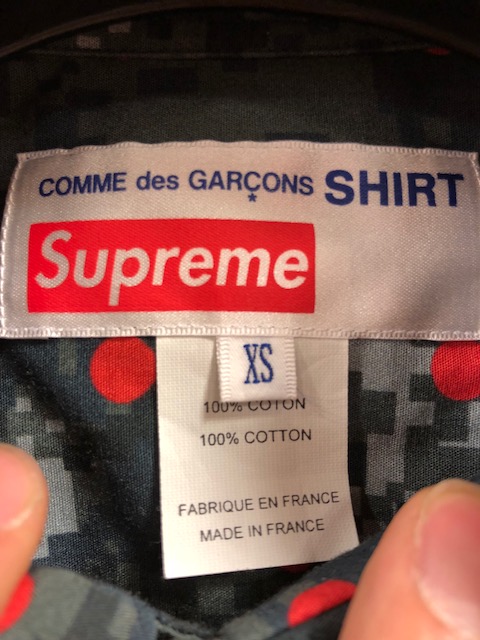 COMME des GARÇONS SHIRT
*
Supreme
XS
100% COTON
100% COTTON
FABRIQUE EN FRANCE
MADE IN FRANCE